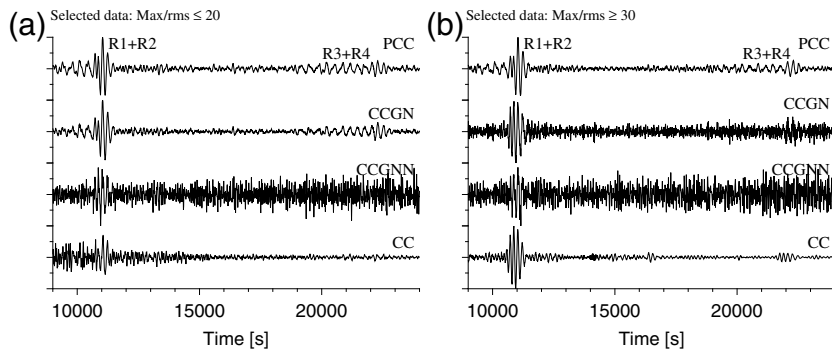 (a) Selected data: Max/rms ≤ 20
R1+R2
PCC
R3+R4
CCGN
CCGNN
CC
10000 15000 20000
Time [s]
(b) Selected data: Max/rms ≥ 30
R1+R2
PCC
R3+R4
CCGN
CCGNN
CC
10000 15000 20000
Time [s]